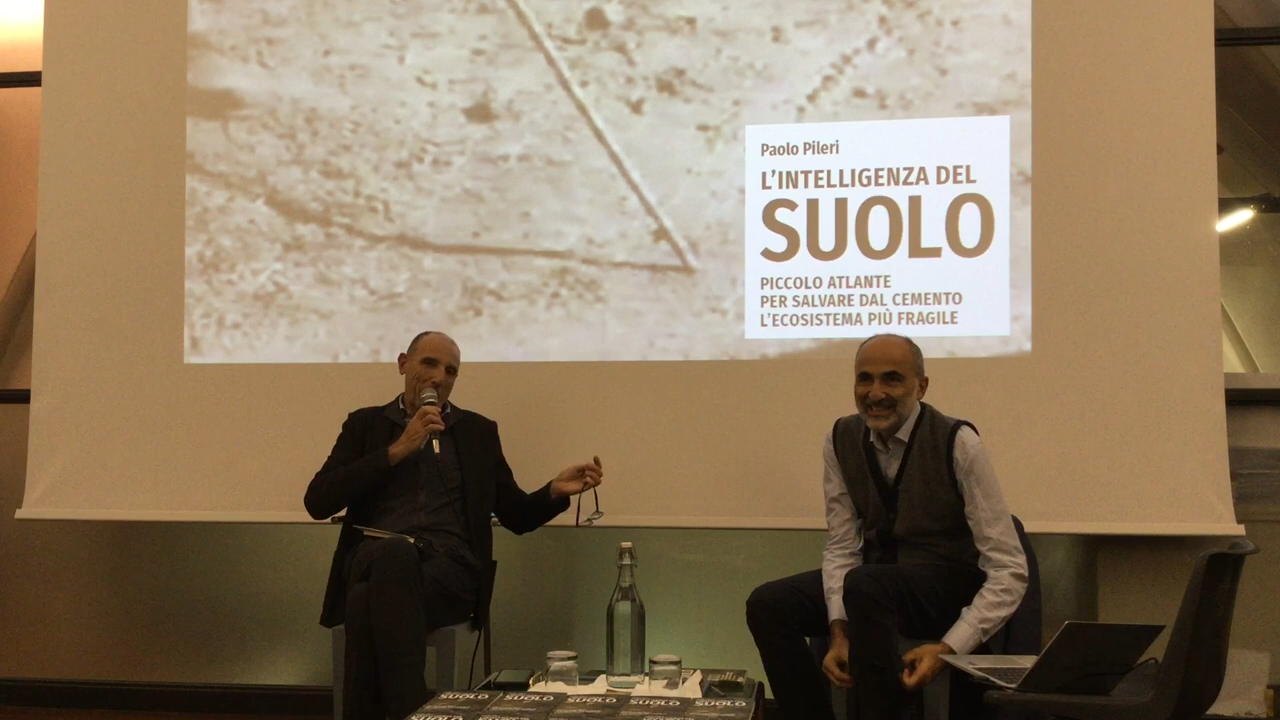 Paolo Pileri
L'INTELLIGENZA DEL
SUOLO
PICCOLO ATLANTE
PER SALVARE DAL CEMENTO
L'ECOSISTEMA PIÙ FRAGILE
SUOLO SUOLO SUOLO SUOLO
SUOLO